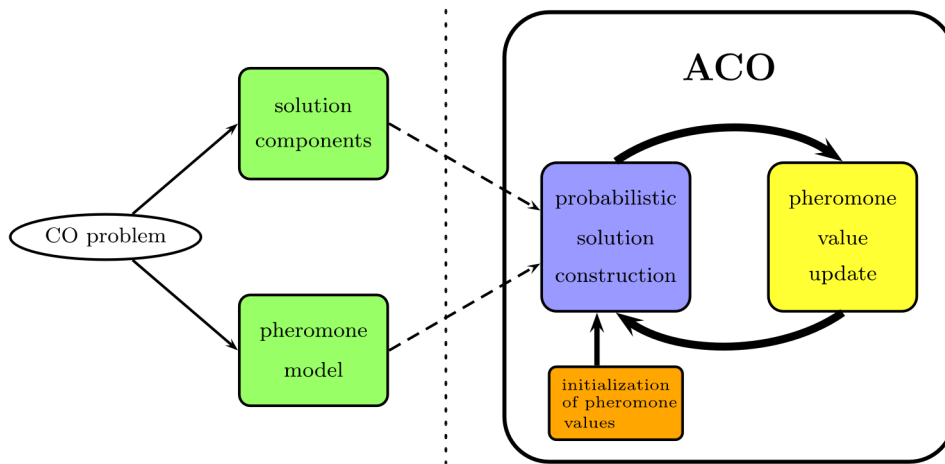 ACO
solution
components
probabilistic
solution
construction
pheromone
value
update
CO problem
pheromone
model
initialization
of pheromone
values